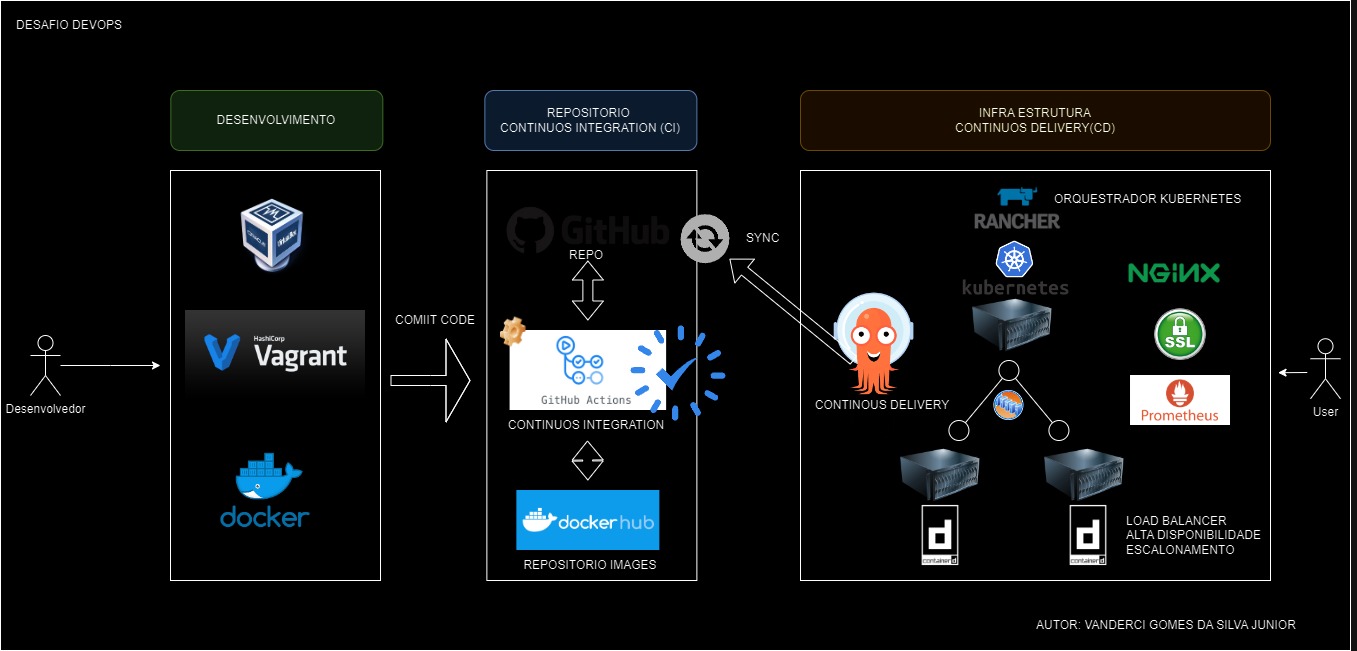 DESAFIO DEVOPS
DESENVOLVIMENTO
REPOSITORIO
CONTINUOS INTEGRATION (CI)
INFRA ESTRUTURA
CONTINUOS DELIVERY(CD)
HashiCorp
Vagrant
docker
Desenvolvedor
COMIIT CODE
GitHub
REPO
GitHub Actions
CONTINUOS INTEGRATION
dockerhub
REPOSITORIO IMAGES
SYNC
CONTINOUS DELIVERY
RANCHER
ORQUESTRADOR KUBERNETES
kubernetes
NGINX
SSL
Prometheus
d
containerd
d
containerd
LOAD BALANCER
ALTA DISPONIBILIDADE
ESCALONAMENTO
User
AUTOR: VANDERCI GOMES DA SILVA JUNIOR